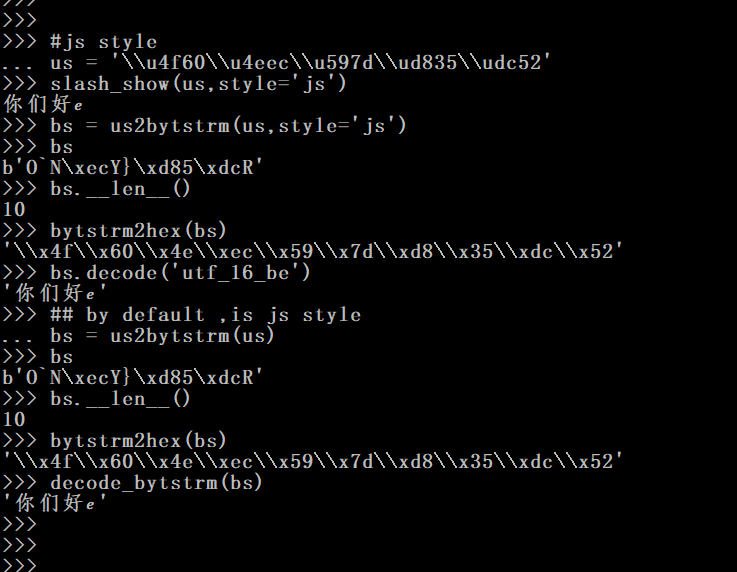 >>>
>>>
>>> #js style
... us = '\\u4f60\\u4eec\\u597d\\ud835\\udc52'
>>> slash_show(us,style='js')
你们好𝑒
>>> bs = us2bytstrm(us,style='js')
>>> bs
b'O`N\xecY}\xd85\xdcR'
>>> bs.__len__()
10
>>> bytstrm2hex(bs)
'\\x4f\\x60\\x4e\\xec\\x59\\x7d\\xd8\\x35\\xdc\\x52'
>>> bs.decode('utf_16_be')
'你们好𝑒'
>>> ## by default ,is js style
... bs = us2bytstrm(us)
>>> bs
b'O`N\xecY}\xd85\xdcR'
>>> bs.__len__()
10
>>> bytstrm2hex(bs)
'\\x4f\\x60\\x4e\\xec\\x59\\x7d\\xd8\\x35\\xdc\\x52'
>>> decode_bytstrm(bs)
'你们好𝑒'
>>>
>>>
>>>